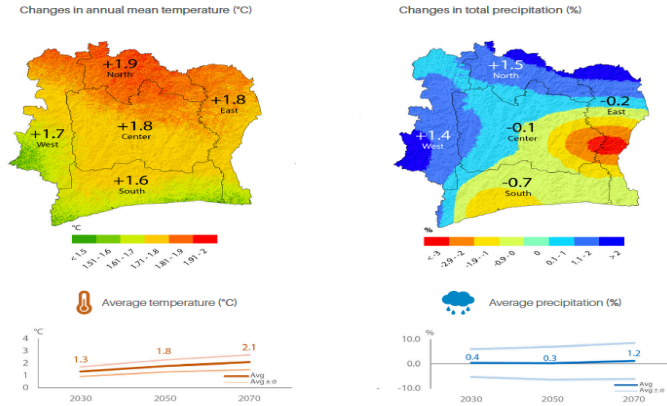 Changes in annual mean temperature (°C)
+1.9
North
+1.8
East
+1.7
West
+1.8
Center
+1.6
South
°C
< 1.5
1.51 - 1.6
1.61 - 1.7
1.71 - 1.8
1.81 - 1.9
1.91 - 2
Changes in total precipitation (%)
+1.5
North
-0.2
East
+1.4
West
-0.1
Center
-0.7
South
%
< -3
-2.9 - -2
-1.9 - -1
-0.9 - 0
0
0.1 - 1
1.1 - 2
> 2
Average temperature (°C)
°C
4
3
2
1
0
1.3
1.8
2.1
Avg
Avg ± σ
2030
2050
2070
Average precipitation (%)
%
10.0
0.0
-10.0
0.4
0.3
1.2
Avg
Avg ± σ
2030
2050
2070